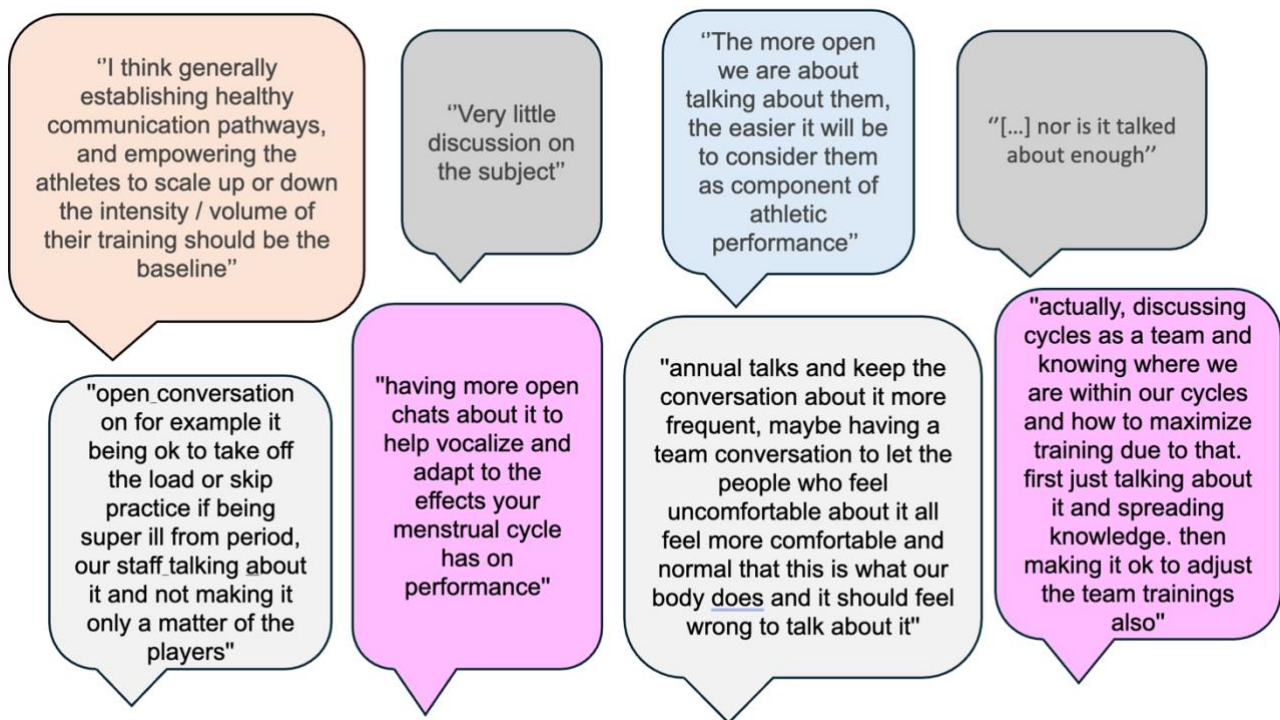 ‘’I think generally
establishing healthy
communication pathways,
and empowering the
athletes to scale up or down
the intensity / volume of
their training should be the
baseline’’
‘’Very little
discussion on
the subject’’
‘’The more open
we are about
talking about them,
the easier it will be
to consider them
as component of
athletic
performance’’
‘’[...] nor is it talked
about enough’’
"open conversation
on for example it
being ok to take off
the load or skip
practice if being
super ill from period,
our staff talking about
it and not making it
only a matter of the
players"
"having more open
chats about it to
help vocalize and
adapt to the
effects your
menstrual cycle
has on
performance"
"annual talks and keep the
conversation about it more
frequent, maybe having a
team conversation to let the
people who feel
uncomfortable about it all
feel more comfortable and
normal that this is what our
body does and it should feel
wrong to talk about it"
"actually, discussing
cycles as a team and
knowing where we
are within our cycles
and how to maximize
training due to that.
first just talking about
it and spreading
knowledge. then
making it ok to adjust
the team trainings
also"